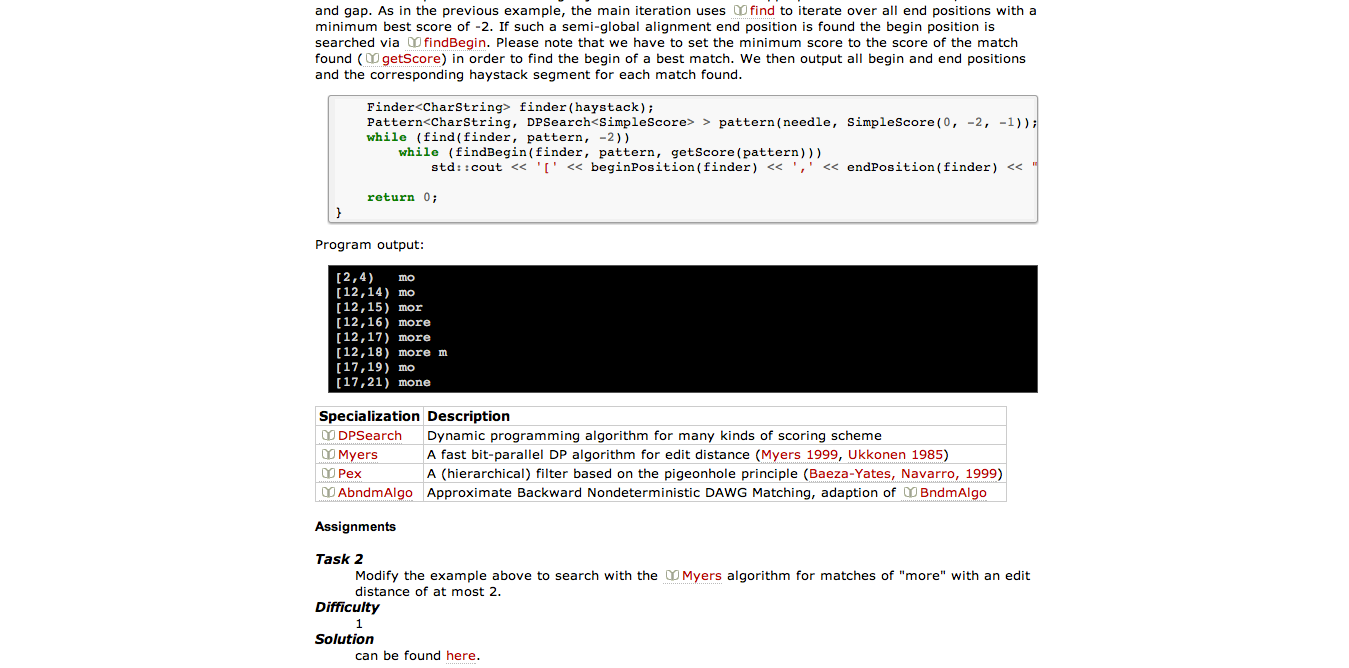 and gap. As in the previous example, the main iteration uses find to iterate over all end positions with a
minimum best score of -2. If such a semi-global alignment end position is found the begin position is
searched via findBegin. Please note that we have to set the minimum score to the score of the match
found ( getScore) in order to find the begin of a best match. We then output all begin and end positions
and the corresponding haystack segment for each match found.
Finder<CharString> finder(haystack);
Pattern<CharString, DPSearch<SimpleScore> > pattern(needle, SimpleScore(0, -2, -1));
while (find(finder, pattern, -2))
while (findBegin(finder, pattern, getScore(pattern)))
std::cout << '[' << beginPosition(finder) << ',' << endPosition(finder) << "
return 0;
}
Program output:
[2,4) mo
[12,14) mo
[12,15) mor
[12,16) more
[12,17) more
[12,18) more m
[17,19) mo
[17,21) mone
Specialization Description
DPSearch Dynamic programming algorithm for many kinds of scoring scheme
Myers A fast bit-parallel DP algorithm for edit distance (Myers 1999, Ukkonen 1985)
Pex A (hierarchical) filter based on the pigeonhole principle (Baeza-Yates, Navarro, 1999)
AbndmAlgo Approximate Backward Nondeterministic DAWG Matching, adaption of BndmAlgo
Assignments
Task 2
Modify the example above to search with the Myers algorithm for matches of "more" with an edit
distance of at most 2.
Difficulty
1
Solution
can be found here.